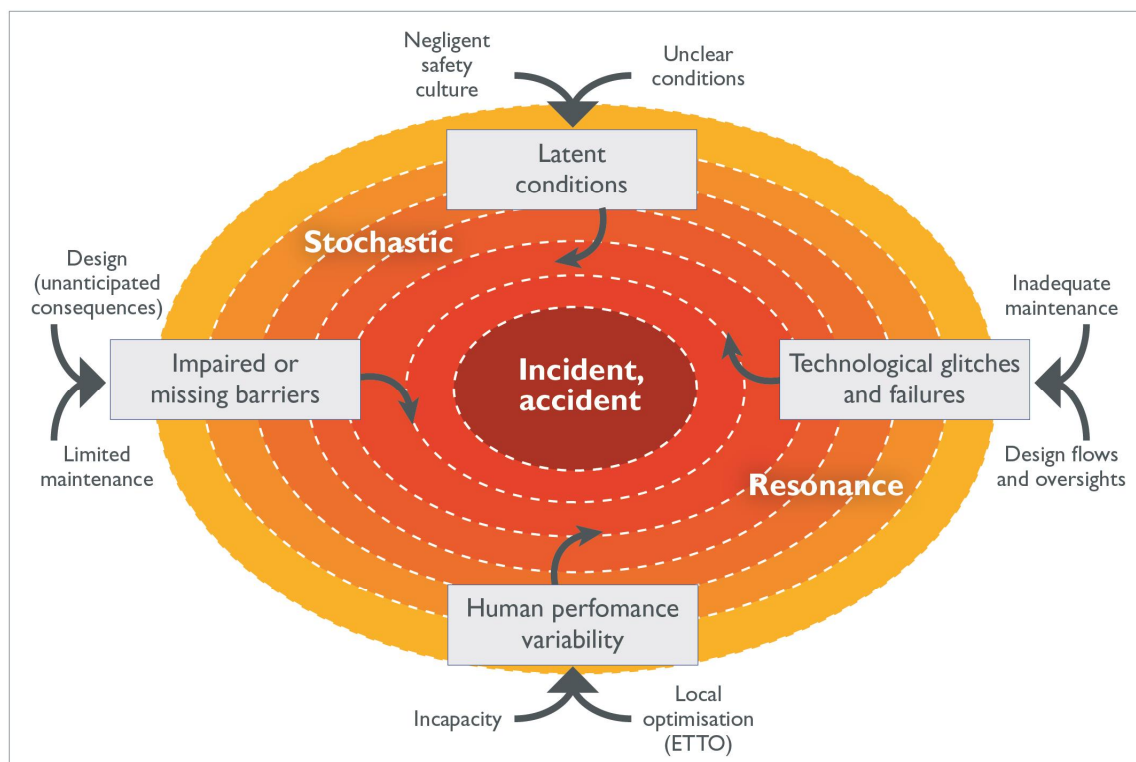 Negligent
safety
culture
Unclear
conditions
Latent
conditions
Stochastic
Design
(unanticipated
consequences)
Inadequate
maintenance
Impaired or
missing barriers
Incident,
accident
Technological glitches
and failures
Limited
maintenance
Design flows
and oversights
Resonance
Human perfomance
variability
Incapacity
Local
optimisation
(ETTO)